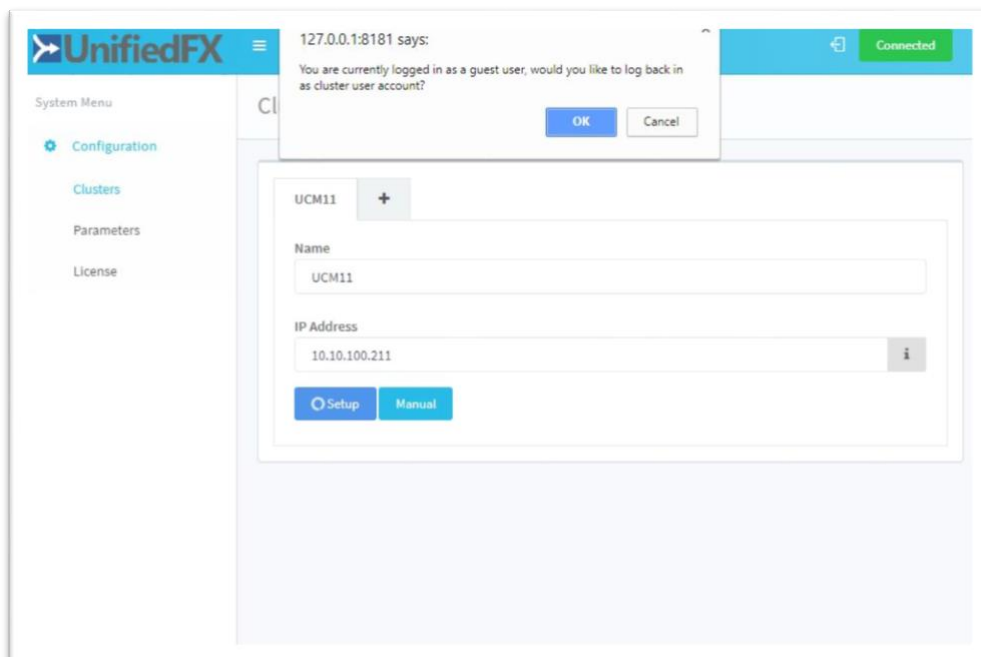 UnifiedFX
127.0.0.1:8181 says:
You are currently logged in as a guest user, would you like to log back in
as cluster user account?
OK
Cancel
Connected
System Menu
Cl
Configuration
Clusters
Parameters
License
UCM11
+
Name
UCM11
IP Address
10.10.100.211
i
Setup
Manual